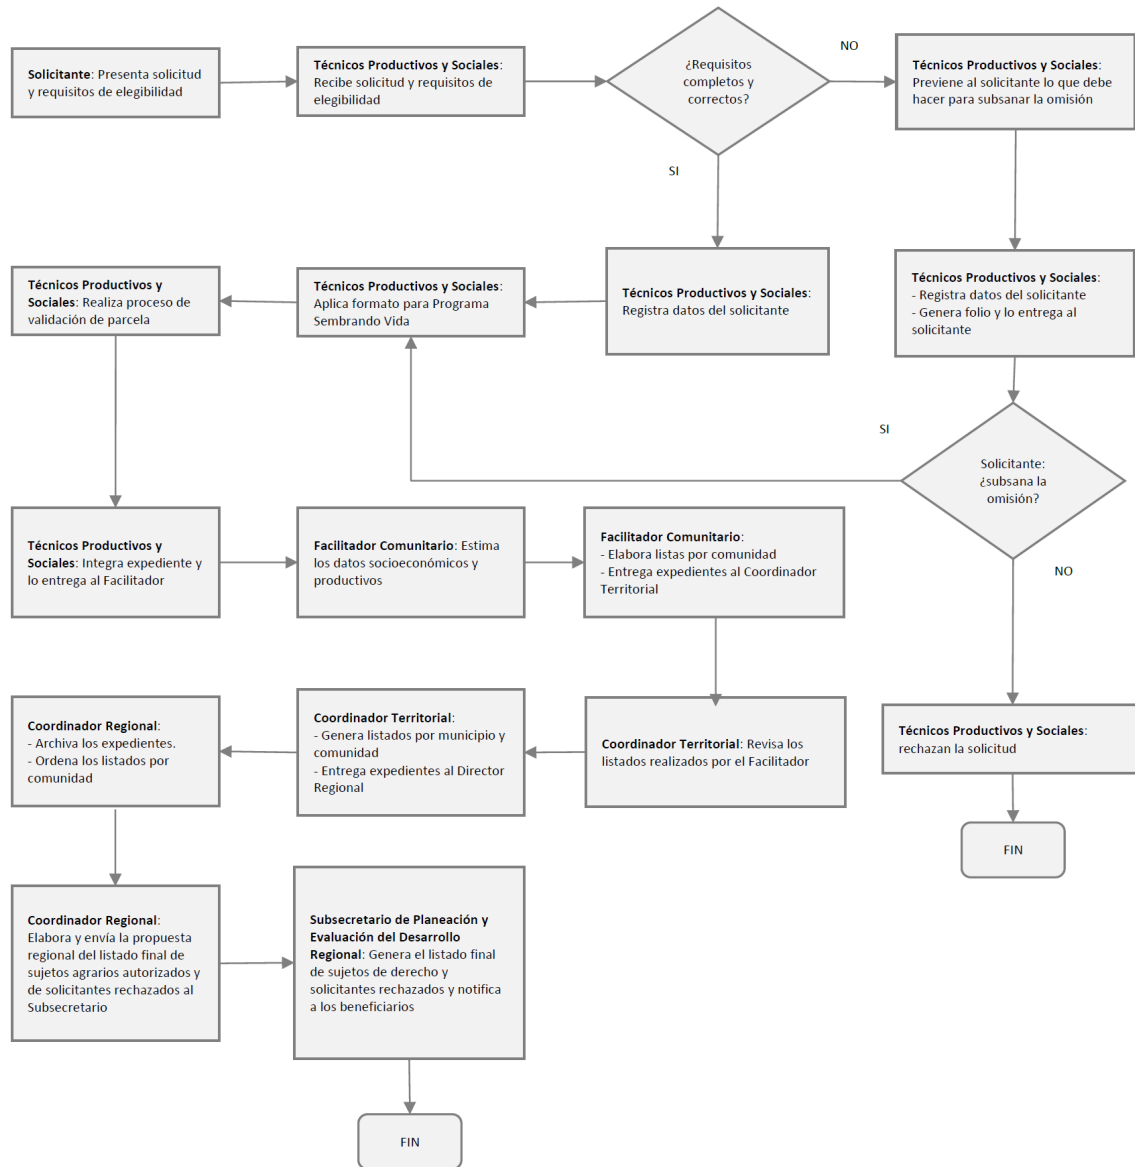 Solicitante: Presenta solicitud
y requisitos de elegibilidad
Técnicos Productivos y Sociales:
Recibe solicitud y requisitos de
elegibilidad
¿Requisitos
completos y
correctos?
NO
Técnicos Productivos y Sociales:
Previene al solicitante lo que debe
hacer para subsanar la omisión
SI
Técnicos Productivos y
Sociales: Realiza proceso de
validación de parcela
Técnicos Productivos y Sociales:
Aplica formato para Programa
Sembrando Vida
Técnicos Productivos y Sociales:
Registra datos del solicitante
Técnicos Productivos y Sociales:
- Registra datos del solicitante
- Genera folio y lo entrega al
solicitante
SI
Solicitante:
¿subsana la
omisión?
NO
Técnicos Productivos y
Sociales: Integra expediente y
lo entrega al Facilitador
Facilitador Comunitario: Estima
los datos socioeconómicos y
productivos
Facilitador Comunitario:
- Elabora listas por comunidad
- Entrega expedientes al Coordinador
Territorial
Coordinador Regional:
- Archiva los expedientes.
- Ordena los listados por
comunidad
Coordinador Territorial:
- Genera listados por municipio y
comunidad
- Entrega expedientes al Director
Regional
Coordinador Territorial: Revisa los
listados realizados por el Facilitador
Técnicos Productivos y Sociales:
rechazan la solicitud
FIN
Coordinador Regional:
Elabora y envía la propuesta
regional del listado final de
sujetos agrarios autorizados y
de solicitantes rechazados al
Subsecretario
Subsecretario de Planeación y
Evaluación del Desarrollo
Regional: Genera el listado final
de sujetos de derecho y
solicitantes rechazados y notifica
a los beneficiarios
FIN